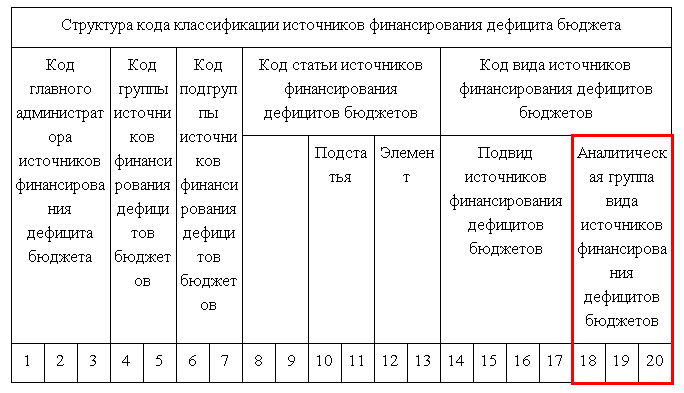 Структура кода классификации источников финансирования дефицита бюджета
Код
главного
администрат
ора
источников
финансирова
ния
дефицита
бюджета
Код
группы
источни
ков
финанси
рования
дефици
тов
бюджет
ов
Код
подгруп
пы
источни
ков
финанси
рования
дефици
тов
бюджет
ов
Код статьи источников
финансирования
дефицитов бюджетов
Код вида источников
финансирования дефицитов
бюджетов
Подста
тья
Элемен
т
Подвид
источников
финансирования
дефицитов
бюджетов
Аналитическ
ая группа
вида
источников
финансирова
ния
дефицитов
бюджетов
1 2 3 4 5 6 7 8 9 10 11 12 13 14 15 16 17 18 19 20